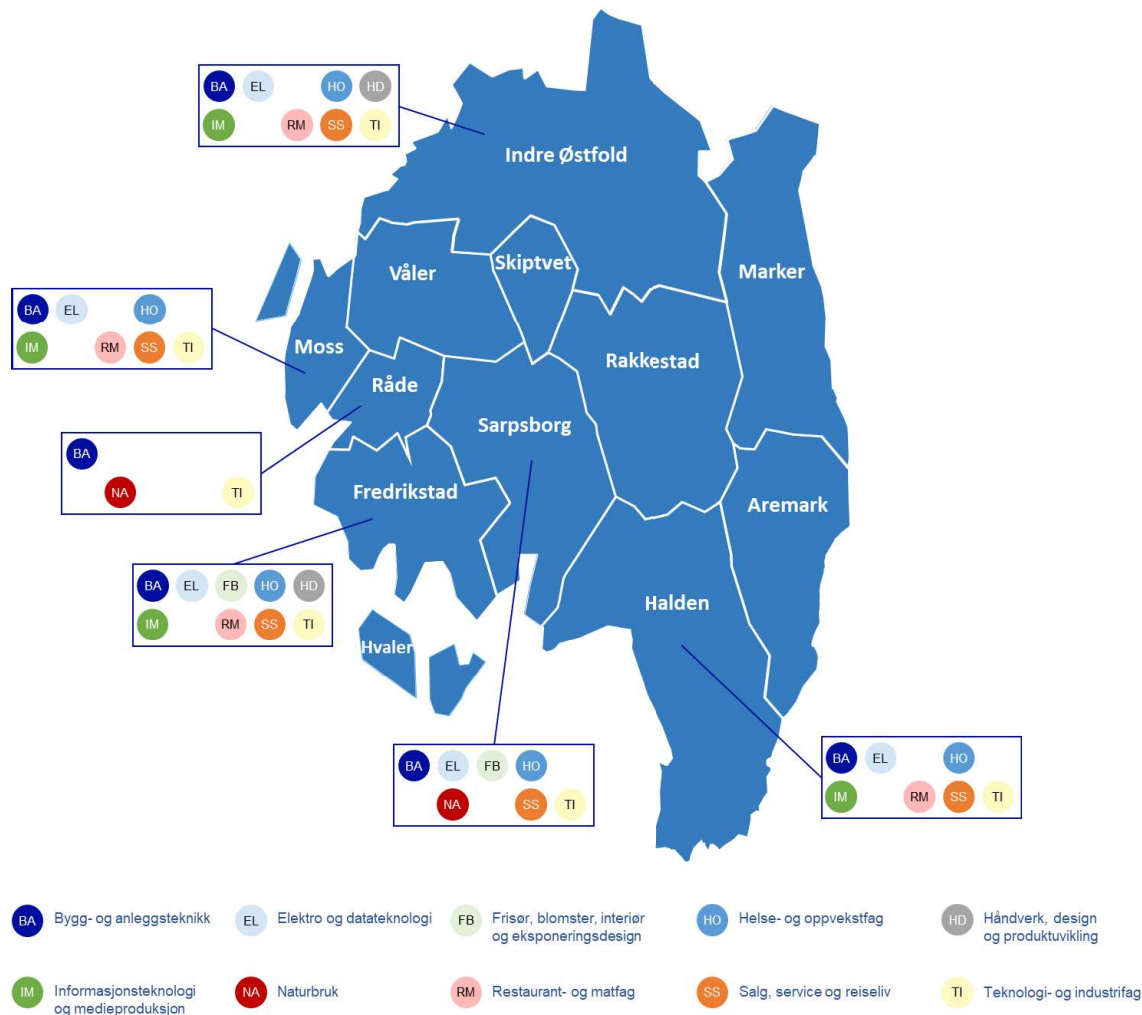 BA EL HO HD
IM RM SS TI
Indre Østfold
Skiptvet
Våler
Marker
BA EL HO
IM RM SS TI
Moss
Rakkestad
Råde
Sarpsborg
BA
NA TI
Fredrikstad
Aremark
BA EL FB HO HD
IM RM SS TI
Halden
Hvaler
BA EL FB HO
NA SS TI
BA EL HO
IM RM SS TI
BA Bygg- og anleggsteknikk
EL Elektro og datateknologi
FB Frisør, blomster, interiør
og eksponeringsdesign
HO Helse- og oppvekstfag
HD Håndverk, design
og produktuvikling
IM Informasjonsteknologi
og medieproduksjon
NA Naturbruk
RM Restaurant- og matfag
SS Salg, service og reiseliv
TI Teknologi- og industrifag